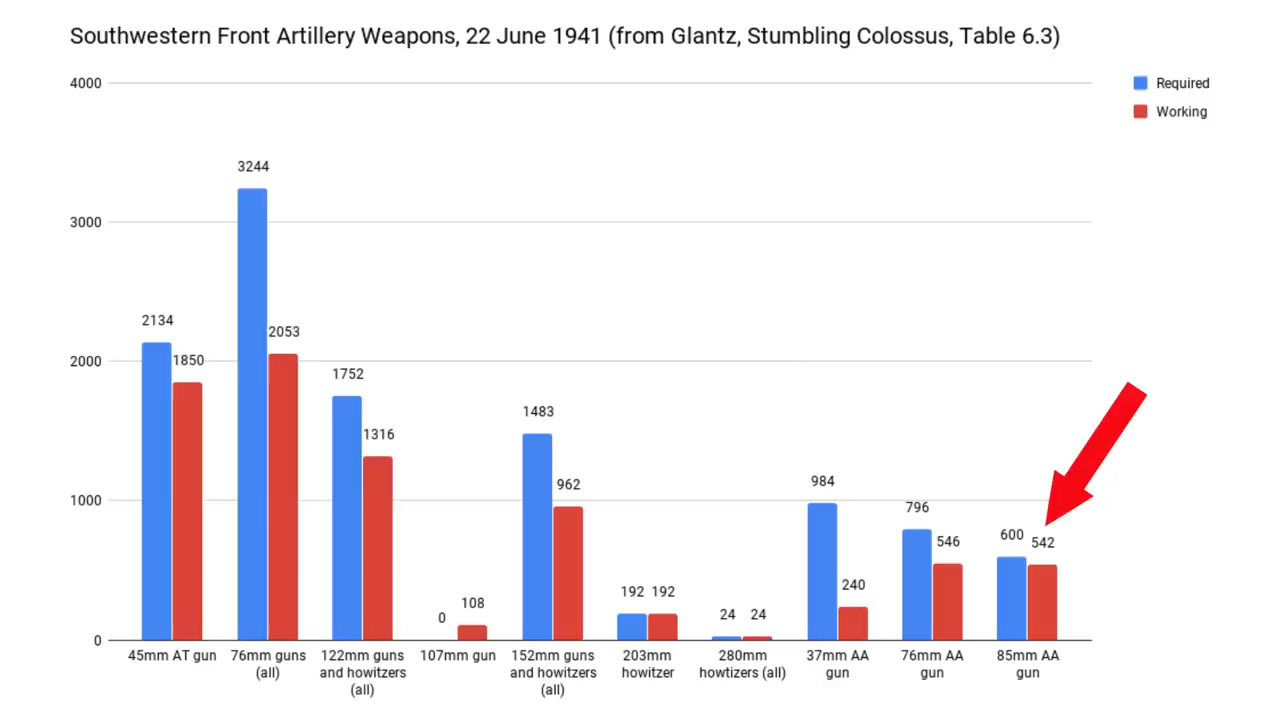 Southwestern Front Artillery Weapons, 22 June 1941 (from Glantz, Stumbling Colossus, Table 6.3)
4000
3000
2000
1000
0
Required
Working
2134
1850
3244
2053
1752
1316
0
108
1483
962
192
192
24
24
984
240
796
546
600
542
45mm AT gun
76mm guns
(all)
122mm guns
and howitzers
(all)
107mm gun
152mm guns
and howitzers
(all)
203mm
howitzer
280mm
howtizers (all)
37mm AA
gun
76mm AA
gun
85mm AA
gun